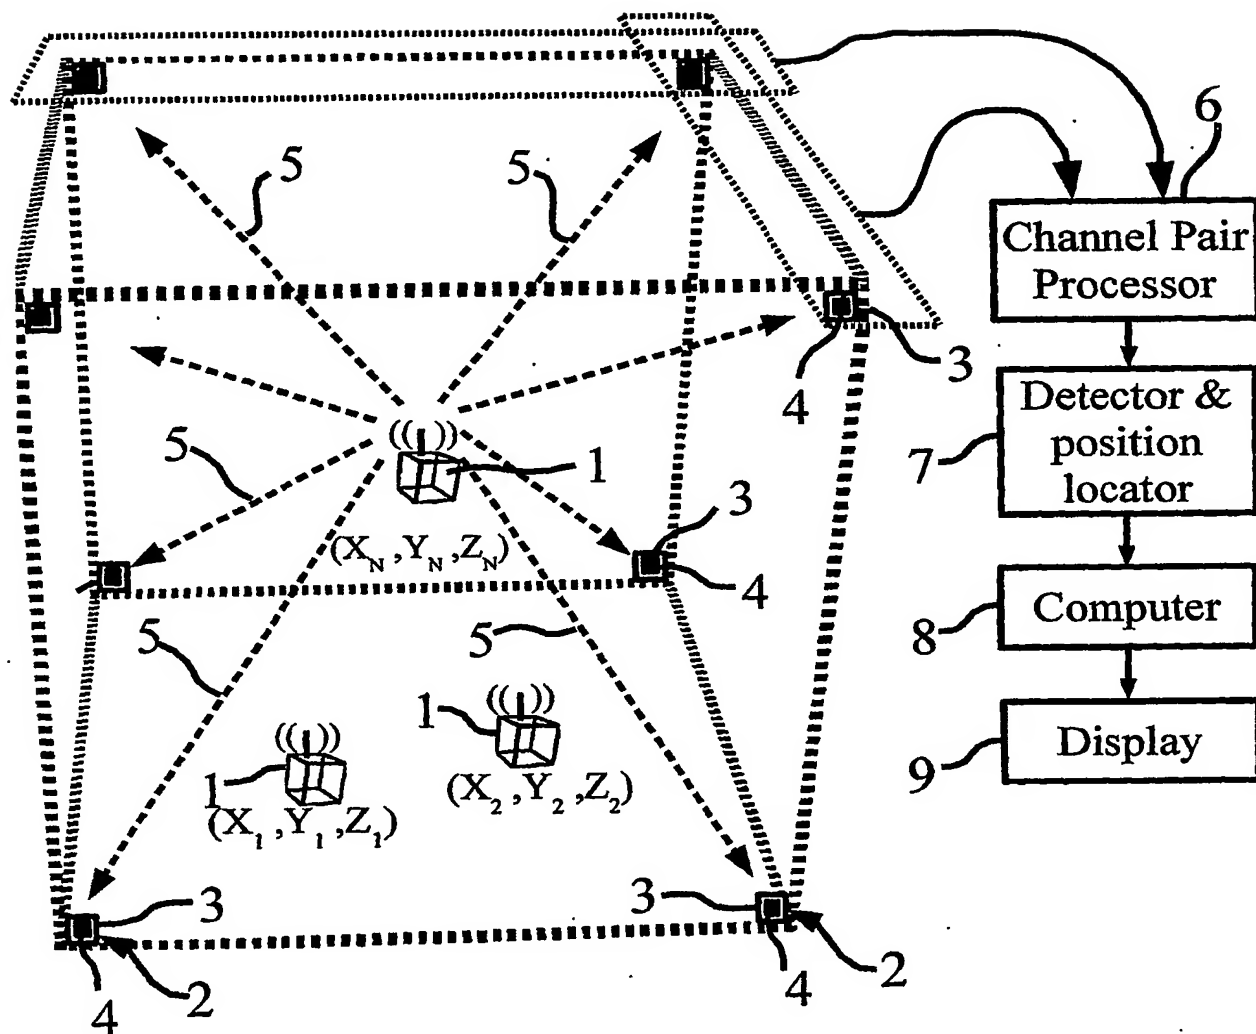 6
5
5
Channel Pair
Processor
4
3
Detector &
position
locator
7
5
((ı))
1
3
(X_N, Y_N, Z_N)
4
Computer
8
5
5
1
((ı))
((ı))
1
(X_2, Y_2, Z_2)
(X_1, Y_1, Z_1)
Display
9
3
3
4
2
4
2